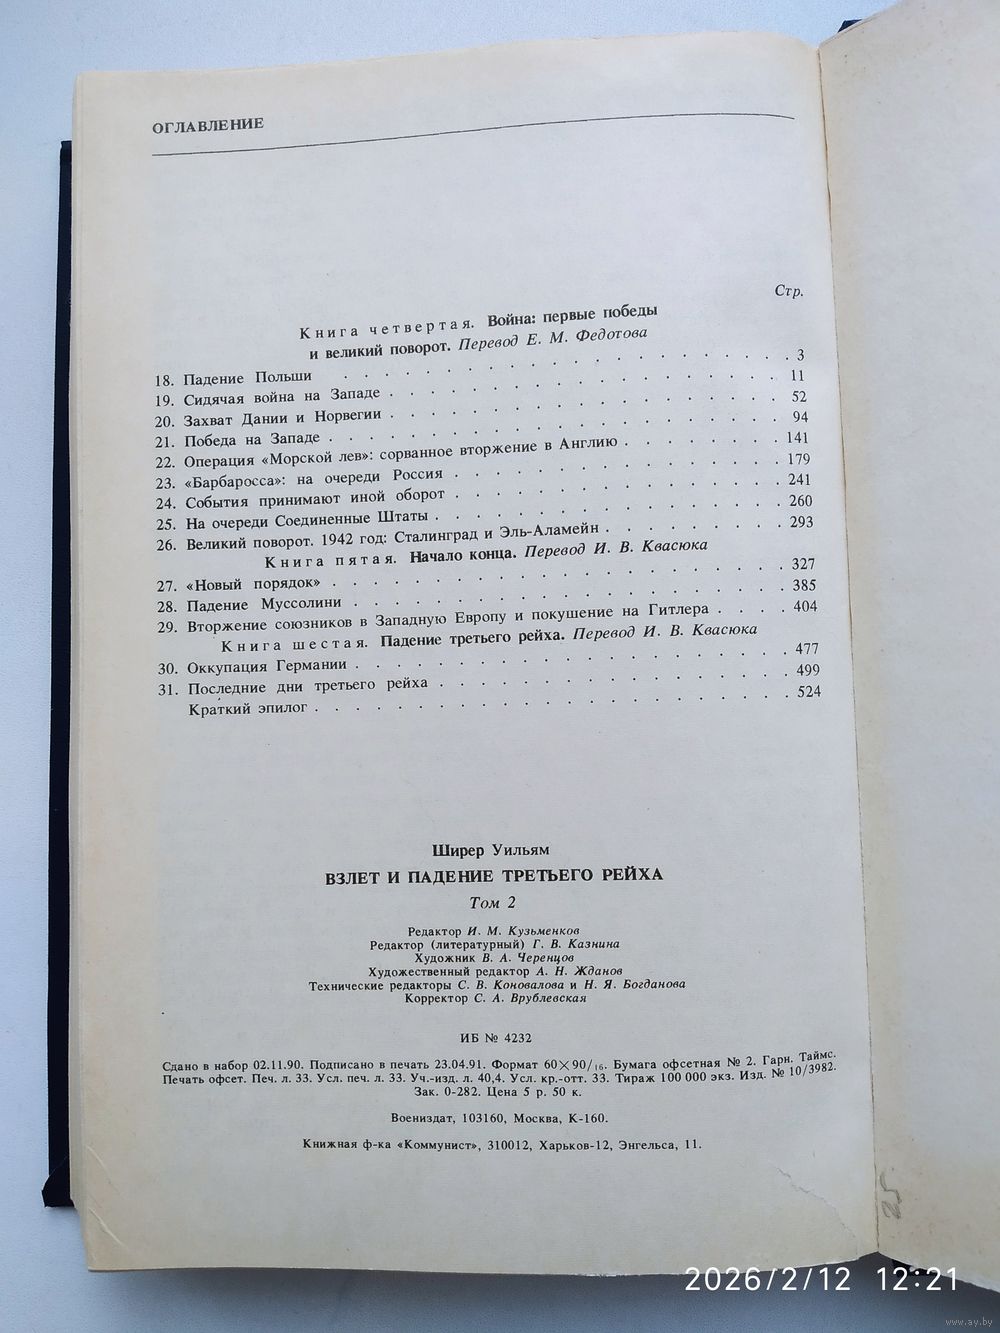 ОГЛАВЛЕНИЕ
Стр.
Книга четвертая. Война: первые победы
и великий поворот. Перевод Е. М. Федотова
18. Падение Польши . . . . . . . . . . 3
19. Сидячая война на Западе . . . . . . . . . . 11
20. Захват Дании и Норвегии . . . . . . . . . . 52
21. Победа на Западе . . . . . . . . . . 94
22. Операция «Морской лев»: сорванное вторжение в Англию . . . . . . . 141
23. «Барбаросса»: на очереди Россия . . . . . . . . . . 179
24. События принимают иной оборот . . . . . . . . . . 241
25. На очереди Соединенные Штаты . . . . . . . . . . 260
26. Великий поворот. 1942 год: Сталинград и Эль-Аламейн . . . . . . . 293
Книга пятая. Начало конца. Перевод И. В. Квасюка
27. «Новый порядок» . . . . . . . . . . 327
28. Падение Муссолини . . . . . . . . . . 385
29. Вторжение союзников в Западную Европу и покушение на Гитлера . . . . 404
Книга шестая. Падение третьего рейха. Перевод И. В. Квасюка
30. Оккупация Германии . . . . . . . . . . 477
31. Последние дни третьего рейха . . . . . . . . . . 499
Краткий эпилог . . . . . . . . . . 524
Ширер Уильям
ВЗЛЕТ И ПАДЕНИЕ ТРЕТЬЕГО РЕЙХА
Том 2
Редактор И. М. Кузьменков
Редактор (литературный) Г. В. Казнина
Художник В. А. Черенцов
Художественный редактор А. Н. Жданов
Технические редакторы С. В. Коновалова и Н. Я. Богданова
Корректор С. А. Врублевская
ИБ № 4232
Сдано в набор 02.11.90. Подписано в печать 23.04.91. Формат 60×90/16. Бумага офсетная № 2. Гарн. Таймс.
Печать офсет. Печ. л. 33. Усл. печ. л. 33. Уч.-изд. л. 40,4. Усл. кр.-отт. 33. Тираж 100 000 экз. Изд. № 10/3982.
Зак. 0-282. Цена 5 р. 50 к.
Воениздат, 103160, Москва, К-160.
Книжная ф-ка «Коммунист», 310012, Харьков-12, Энгельса, 11.
25
2026/2/12 12:21
www.ay.by